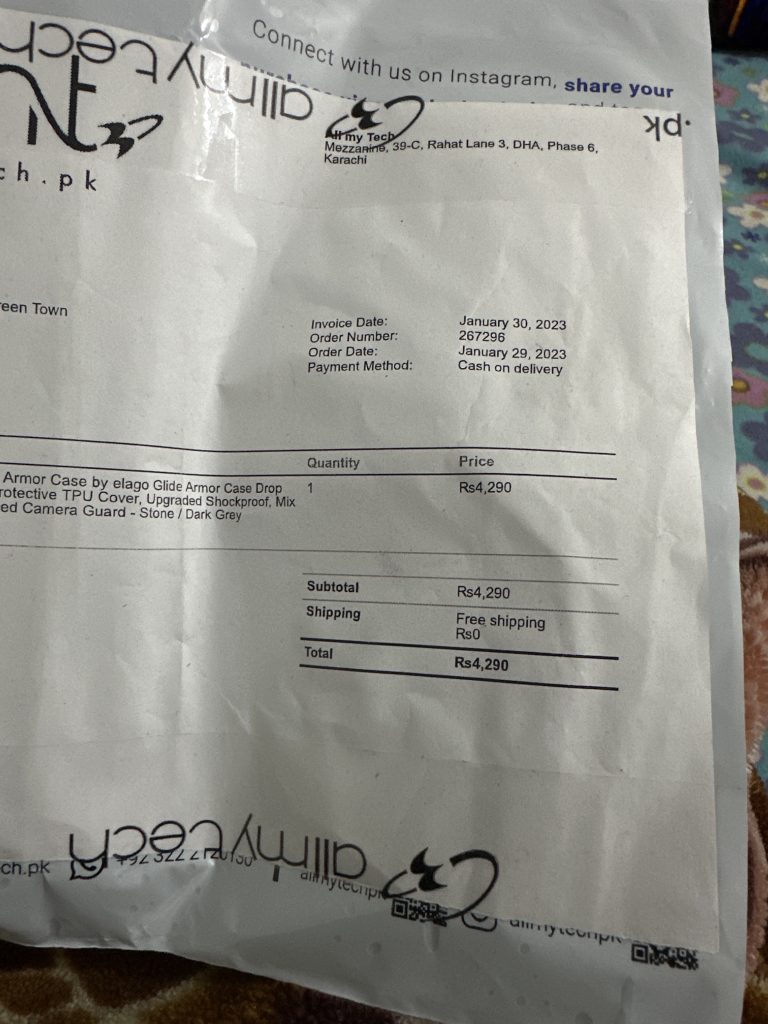 Connect with us on Instagram, share your
allmytech
.pk
ch.pk
All my Tech
Mezzanine, 39-C, Rahat Lane 3, DHA, Phase 6,
Karachi
een Town
Invoice Date: January 30, 2023
Order Number: 267296
Order Date: January 29, 2023
Payment Method: Cash on delivery
Quantity Price
Armor Case by elago Glide Armor Case Drop 1 Rs4,290
rotective TPU Cover, Upgraded Shockproof, Mix
ed Camera Guard - Stone / Dark Grey
Subtotal Rs4,290
Shipping Free shipping
Rs0
Total Rs4,290
allmytech
ch.pk
allmytechpk
allmytechpk